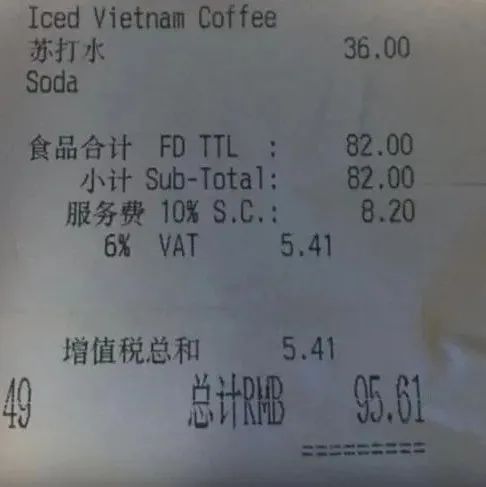 Iced Vietnam Coffee
苏打水 36.00
Soda
食品合计 FD TTL : 82.00
小计 Sub-Total: 82.00
服务费 10% S.C.: 8.20
6% VAT 5.41
增值税总和 5.41
49 总计RMB 95.61
========